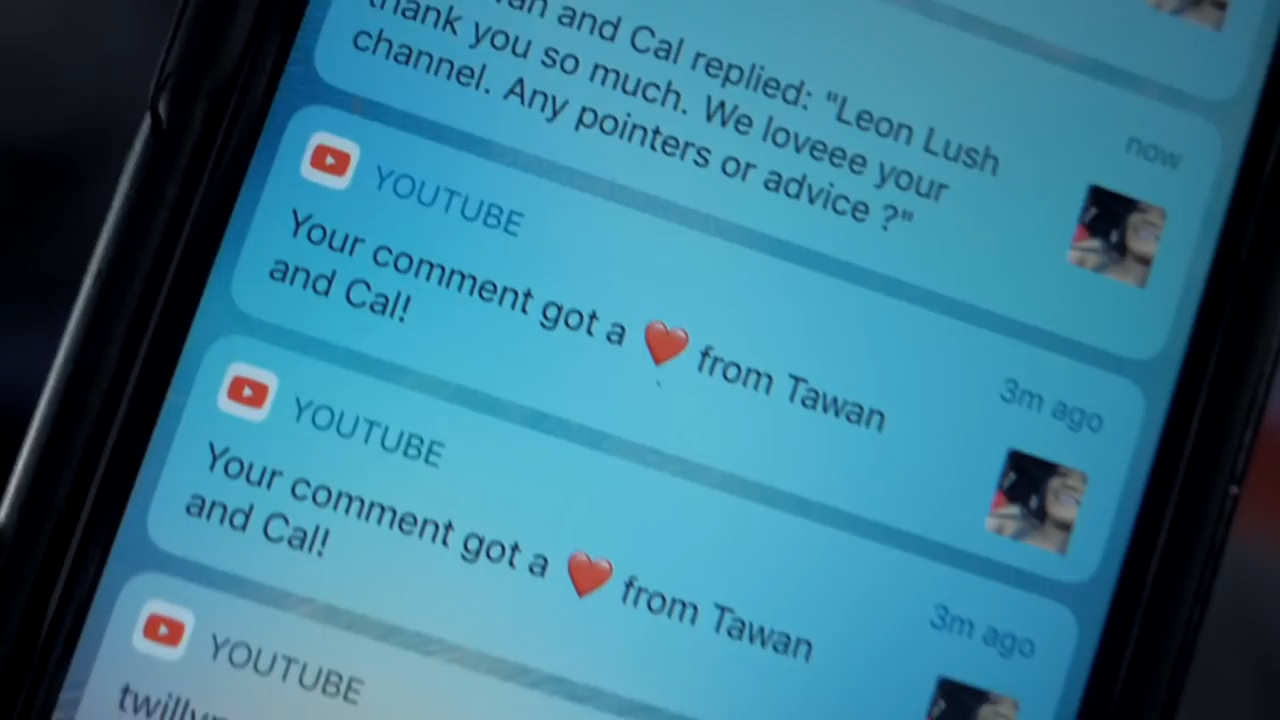 and Cal replied: "Leon Lush
thank you so much. We loveee your
channel. Any pointers or advice ?"
now
YOUTUBE
Your comment got a ❤️ from Tawan
and Cal!
3m ago
YOUTUBE
Your comment got a ❤️ from Tawan
and Cal!
3m ago
YOUTUBE